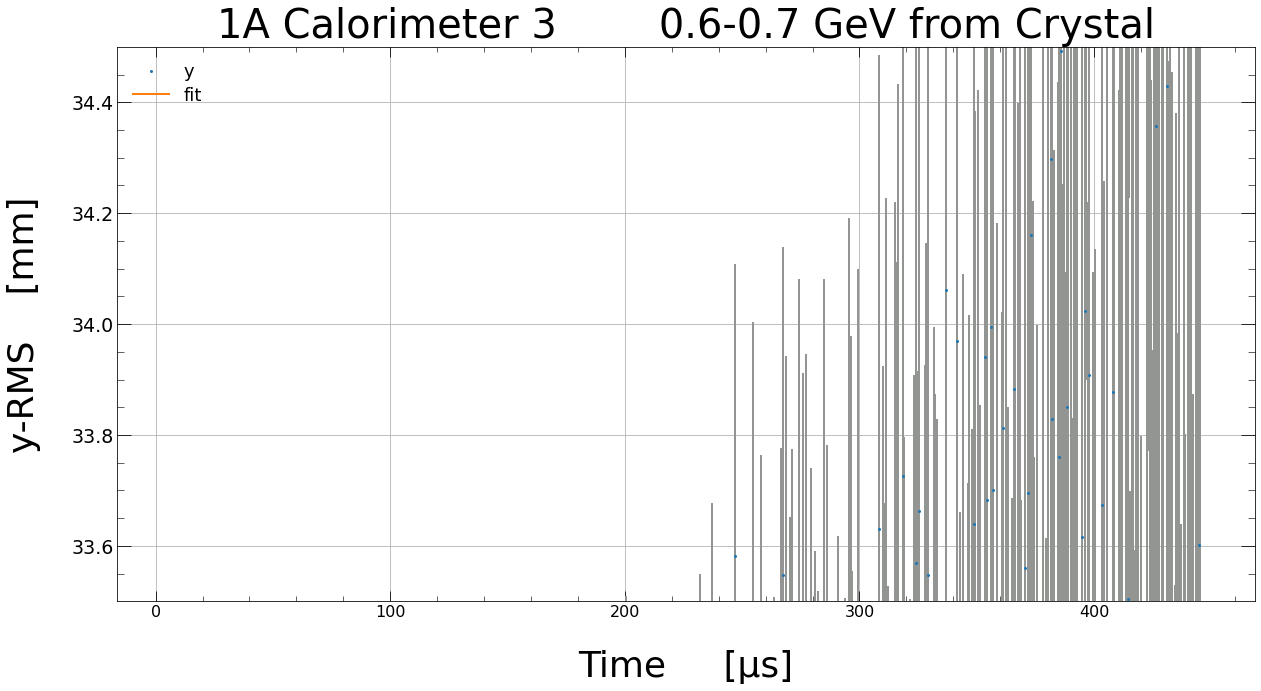 1A Calorimeter 3 0.6-0.7 GeV from Crystal
y
fit
34.4
34.2
34.0
33.8
33.6
y-RMS [mm]
0 100 200 300 400
Time [μs]